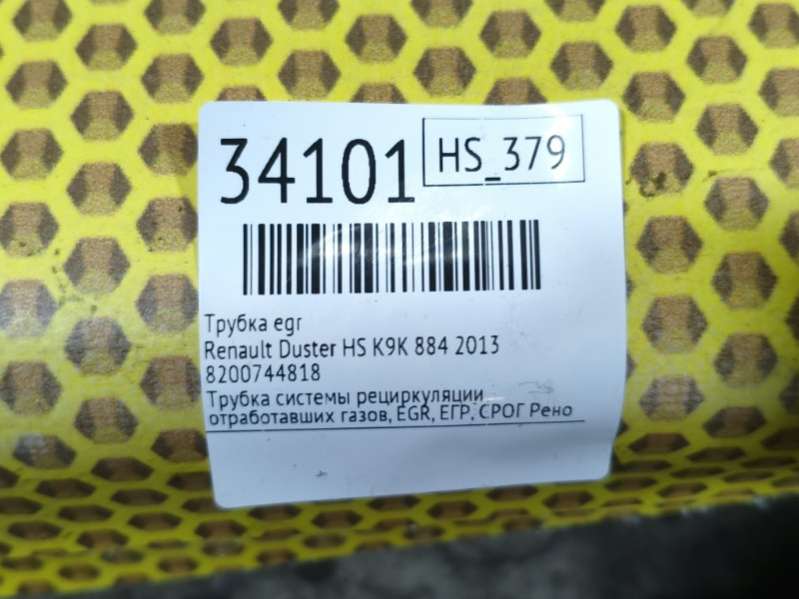 34101 HS_379
Трубка egr
Renault Duster HS K9K 884 2013
8200744818
Трубка системы рециркуляции
отработавших газов, EGR, ЕГР, СРОГ Рено